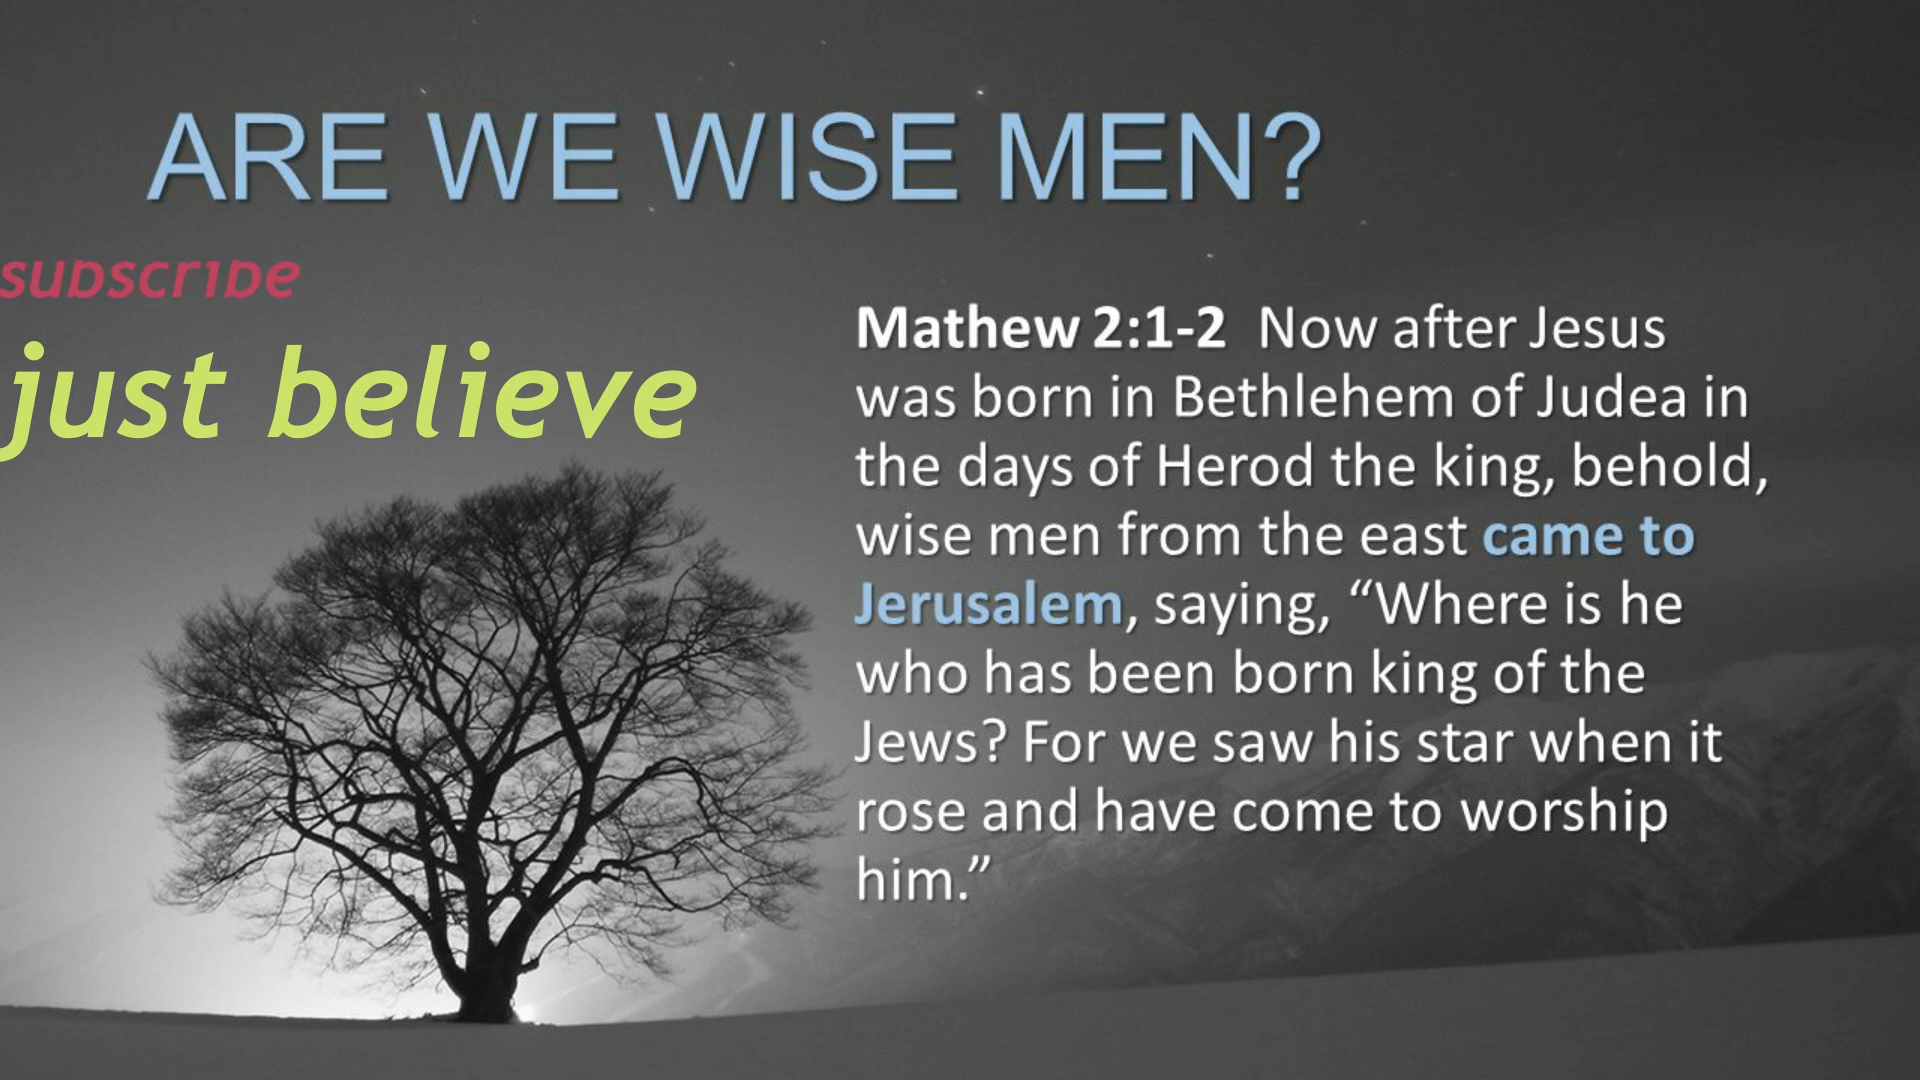 ARE WE WISE MEN?
subscribe
just believe
Mathew 2:1-2 Now after Jesus
was born in Bethlehem of Judea in
the days of Herod the king, behold,
wise men from the east came to
Jerusalem, saying, “Where is he
who has been born king of the
Jews? For we saw his star when it
rose and have come to worship
him.”